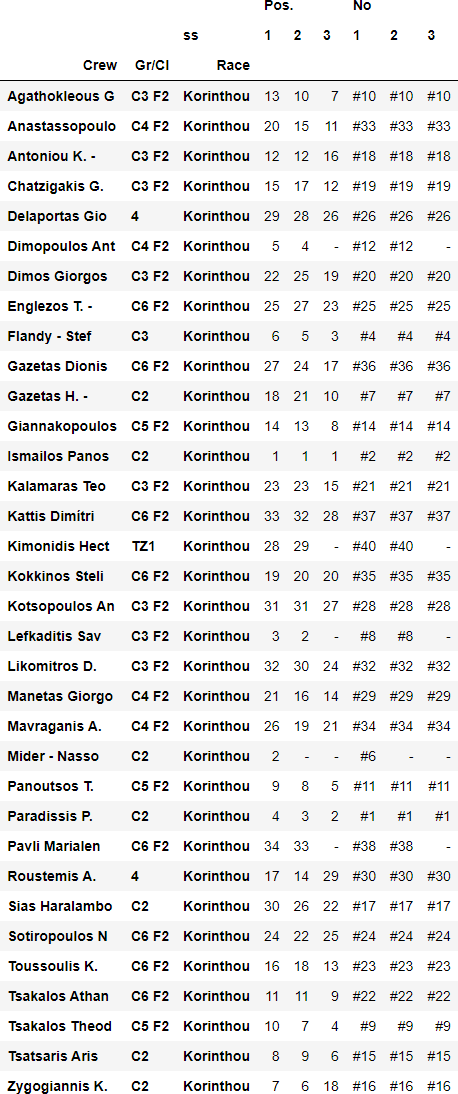 Pos. No
ss 1 2 3 1 2 3
Crew Gr/Cl Race
Agathokleous G C3 F2 Korinthou 13 10 7 #10 #10 #10
Anastassopoulo C4 F2 Korinthou 20 15 11 #33 #33 #33
Antoniou K. - C3 F2 Korinthou 12 12 16 #18 #18 #18
Chatzigakis G. C3 F2 Korinthou 15 17 12 #19 #19 #19
Delaportas Gio 4 Korinthou 29 28 26 #26 #26 #26
Dimopoulos Ant C4 F2 Korinthou 5 4 - #12 #12 -
Dimos Giorgos C3 F2 Korinthou 22 25 19 #20 #20 #20
Englezos T. - C6 F2 Korinthou 25 27 23 #25 #25 #25
Flandy - Stef C3 Korinthou 6 5 3 #4 #4 #4
Gazetas Dionis C6 F2 Korinthou 27 24 17 #36 #36 #36
Gazetas H. - C2 Korinthou 18 21 10 #7 #7 #7
Giannakopoulos C5 F2 Korinthou 14 13 8 #14 #14 #14
Ismailos Panos C2 Korinthou 1 1 1 #2 #2 #2
Kalamaras Teo C3 F2 Korinthou 23 23 15 #21 #21 #21
Kattis Dimítri C6 F2 Korinthou 33 32 28 #37 #37 #37
Kimonidis Hect TZ1 Korinthou 28 29 - #40 #40 -
Kokkinos Steli C6 F2 Korinthou 19 20 20 #35 #35 #35
Kotsopoulos An C3 F2 Korinthou 31 31 27 #28 #28 #28
Lefkaditis Sav C3 F2 Korinthou 3 2 - #8 #8 -
Likomitros D. C3 F2 Korinthou 32 30 24 #32 #32 #32
Manetas Giorgo C4 F2 Korinthou 21 16 14 #29 #29 #29
Mavraganis A. C4 F2 Korinthou 26 19 21 #34 #34 #34
Mider - Nasso C2 Korinthou 2 - - #6 - -
Panoutsos T. C5 F2 Korinthou 9 8 5 #11 #11 #11
Paradissis P. C2 Korinthou 4 3 2 #1 #1 #1
Pavli Marialen C6 F2 Korinthou 34 33 - #38 #38 -
Roustemis A. 4 Korinthou 17 14 29 #30 #30 #30
Sias Haralambo C2 Korinthou 30 26 22 #17 #17 #17
Sotiropoulos N C6 F2 Korinthou 24 22 25 #24 #24 #24
Toussoulis K. C6 F2 Korinthou 16 18 13 #23 #23 #23
Tsakalos Athan C6 F2 Korinthou 11 11 9 #22 #22 #22
Tsakalos Theod C5 F2 Korinthou 10 7 4 #9 #9 #9
Tsatsaris Aris C2 Korinthou 8 9 6 #15 #15 #15
Zygogiannis K. C2 Korinthou 7 6 18 #16 #16 #16